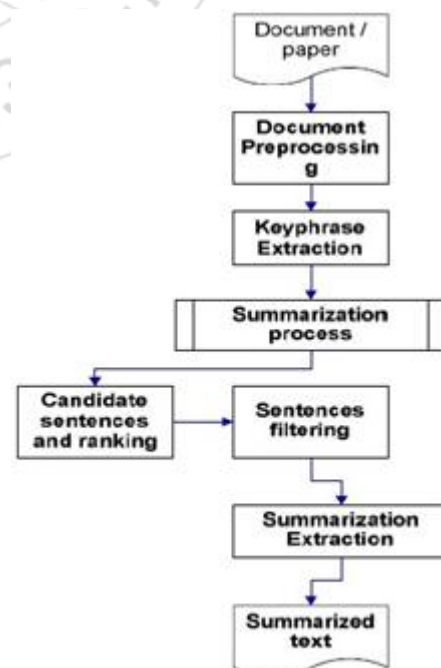 Document /
paper
Document
Preprocessin
g
Keyphrase
Extraction
Summarization
process
Candidate
sentences
and ranking
Sentences
filtering
Summarization
Extraction
Summarized
text